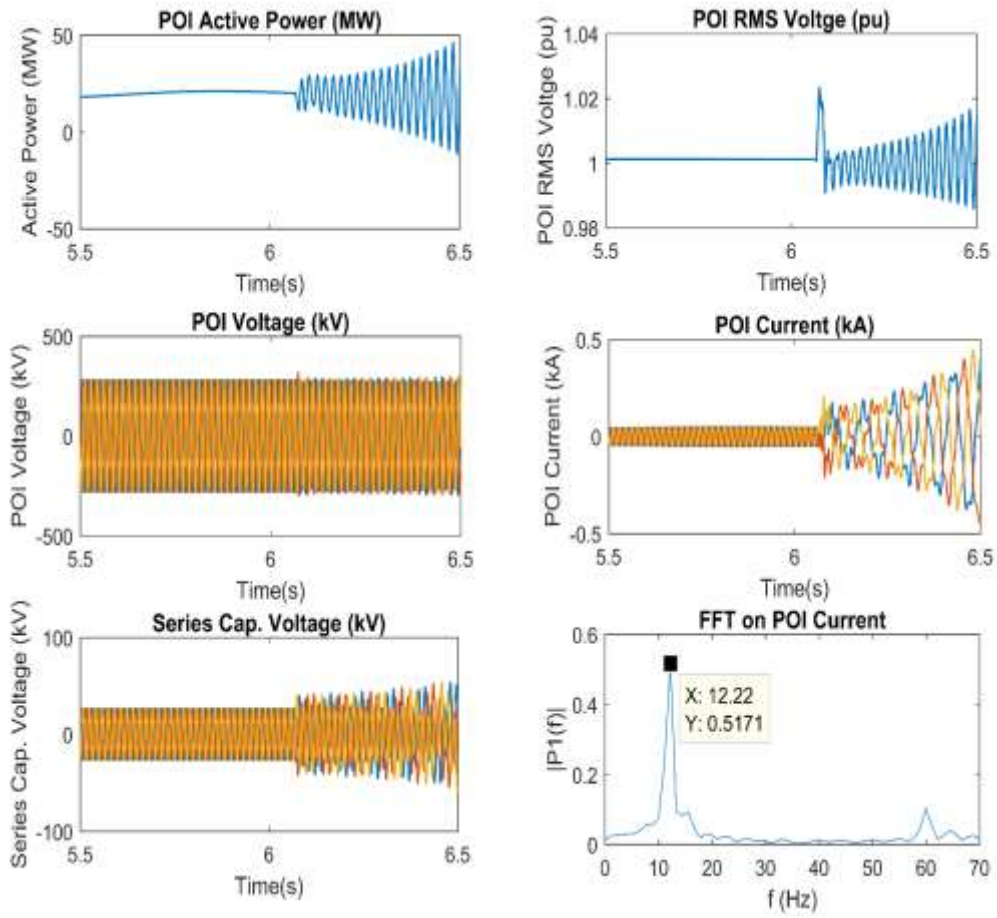 POI Active Power (MW)
Active Power (MW)
50
0
-50
5.5
6
6.5
Time(s)
POI RMS Voltge (pu)
POI RMS Voltge (pu)
1.04
1.02
1
0.98
5.5
6
6.5
Time(s)
POI Voltage (kV)
POI Voltage (kV)
500
0
-500
5.5
6
6.5
Time(s)
POI Current (kA)
POI Current (kA)
0.5
0
-0.5
5.5
6
6.5
Time(s)
Series Cap. Voltage (kV)
Series Cap. Voltage (kV)
100
0
-100
5.5
6
6.5
Time(s)
FFT on POI Current
|P1(f)|
0.6
0.4
0.2
0
X: 12.22
Y: 0.5171
0
10
20
30
40
50
60
70
f (Hz)